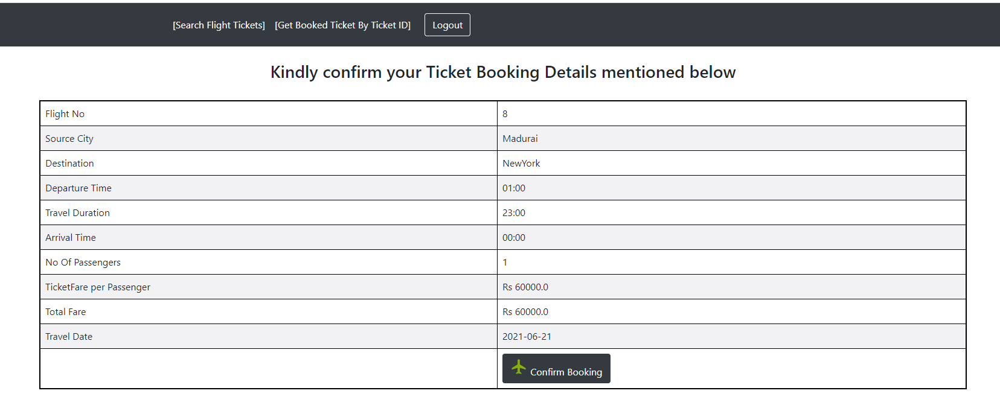 [Search Flight Tickets] [Get Booked Ticket By Ticket ID] Logout
Kindly confirm your Ticket Booking Details mentioned below
Flight No 8
Source City Madurai
Destination NewYork
Departure Time 01:00
Travel Duration 23:00
Arrival Time 00:00
No Of Passengers 1
TicketFare per Passenger Rs 60000.0
Total Fare Rs 60000.0
Travel Date 2021-06-21
Confirm Booking